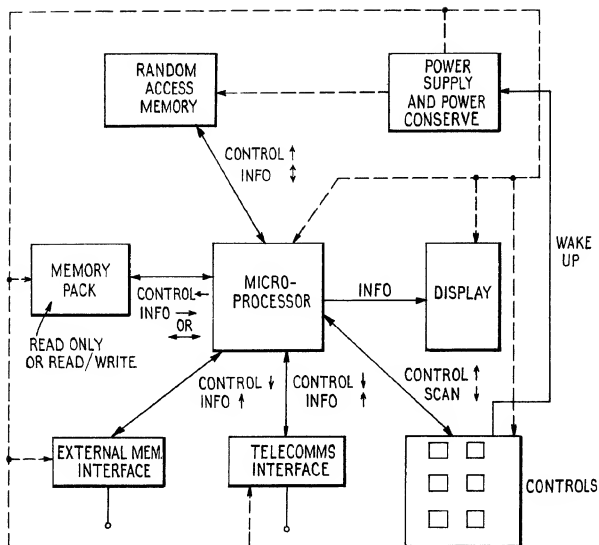 RANDOM
ACCESS
MEMORY
POWER
SUPPLY
AND POWER
CONSERVE
CONTROL ↑
INFO ↕
WAKE
UP
MEMORY
PACK
CONTROL ←
INFO →
OR
↔
READ ONLY
OR READ/WRITE
MICRO-
PROCESSOR
INFO
DISPLAY
CONTROL ↓
INFO ↑
CONTROL ↓
INFO ↑
CONTROL ↑
SCAN ↓
EXTERNAL MEM.
INTERFACE
TELECOMMS
INTERFACE
CONTROLS